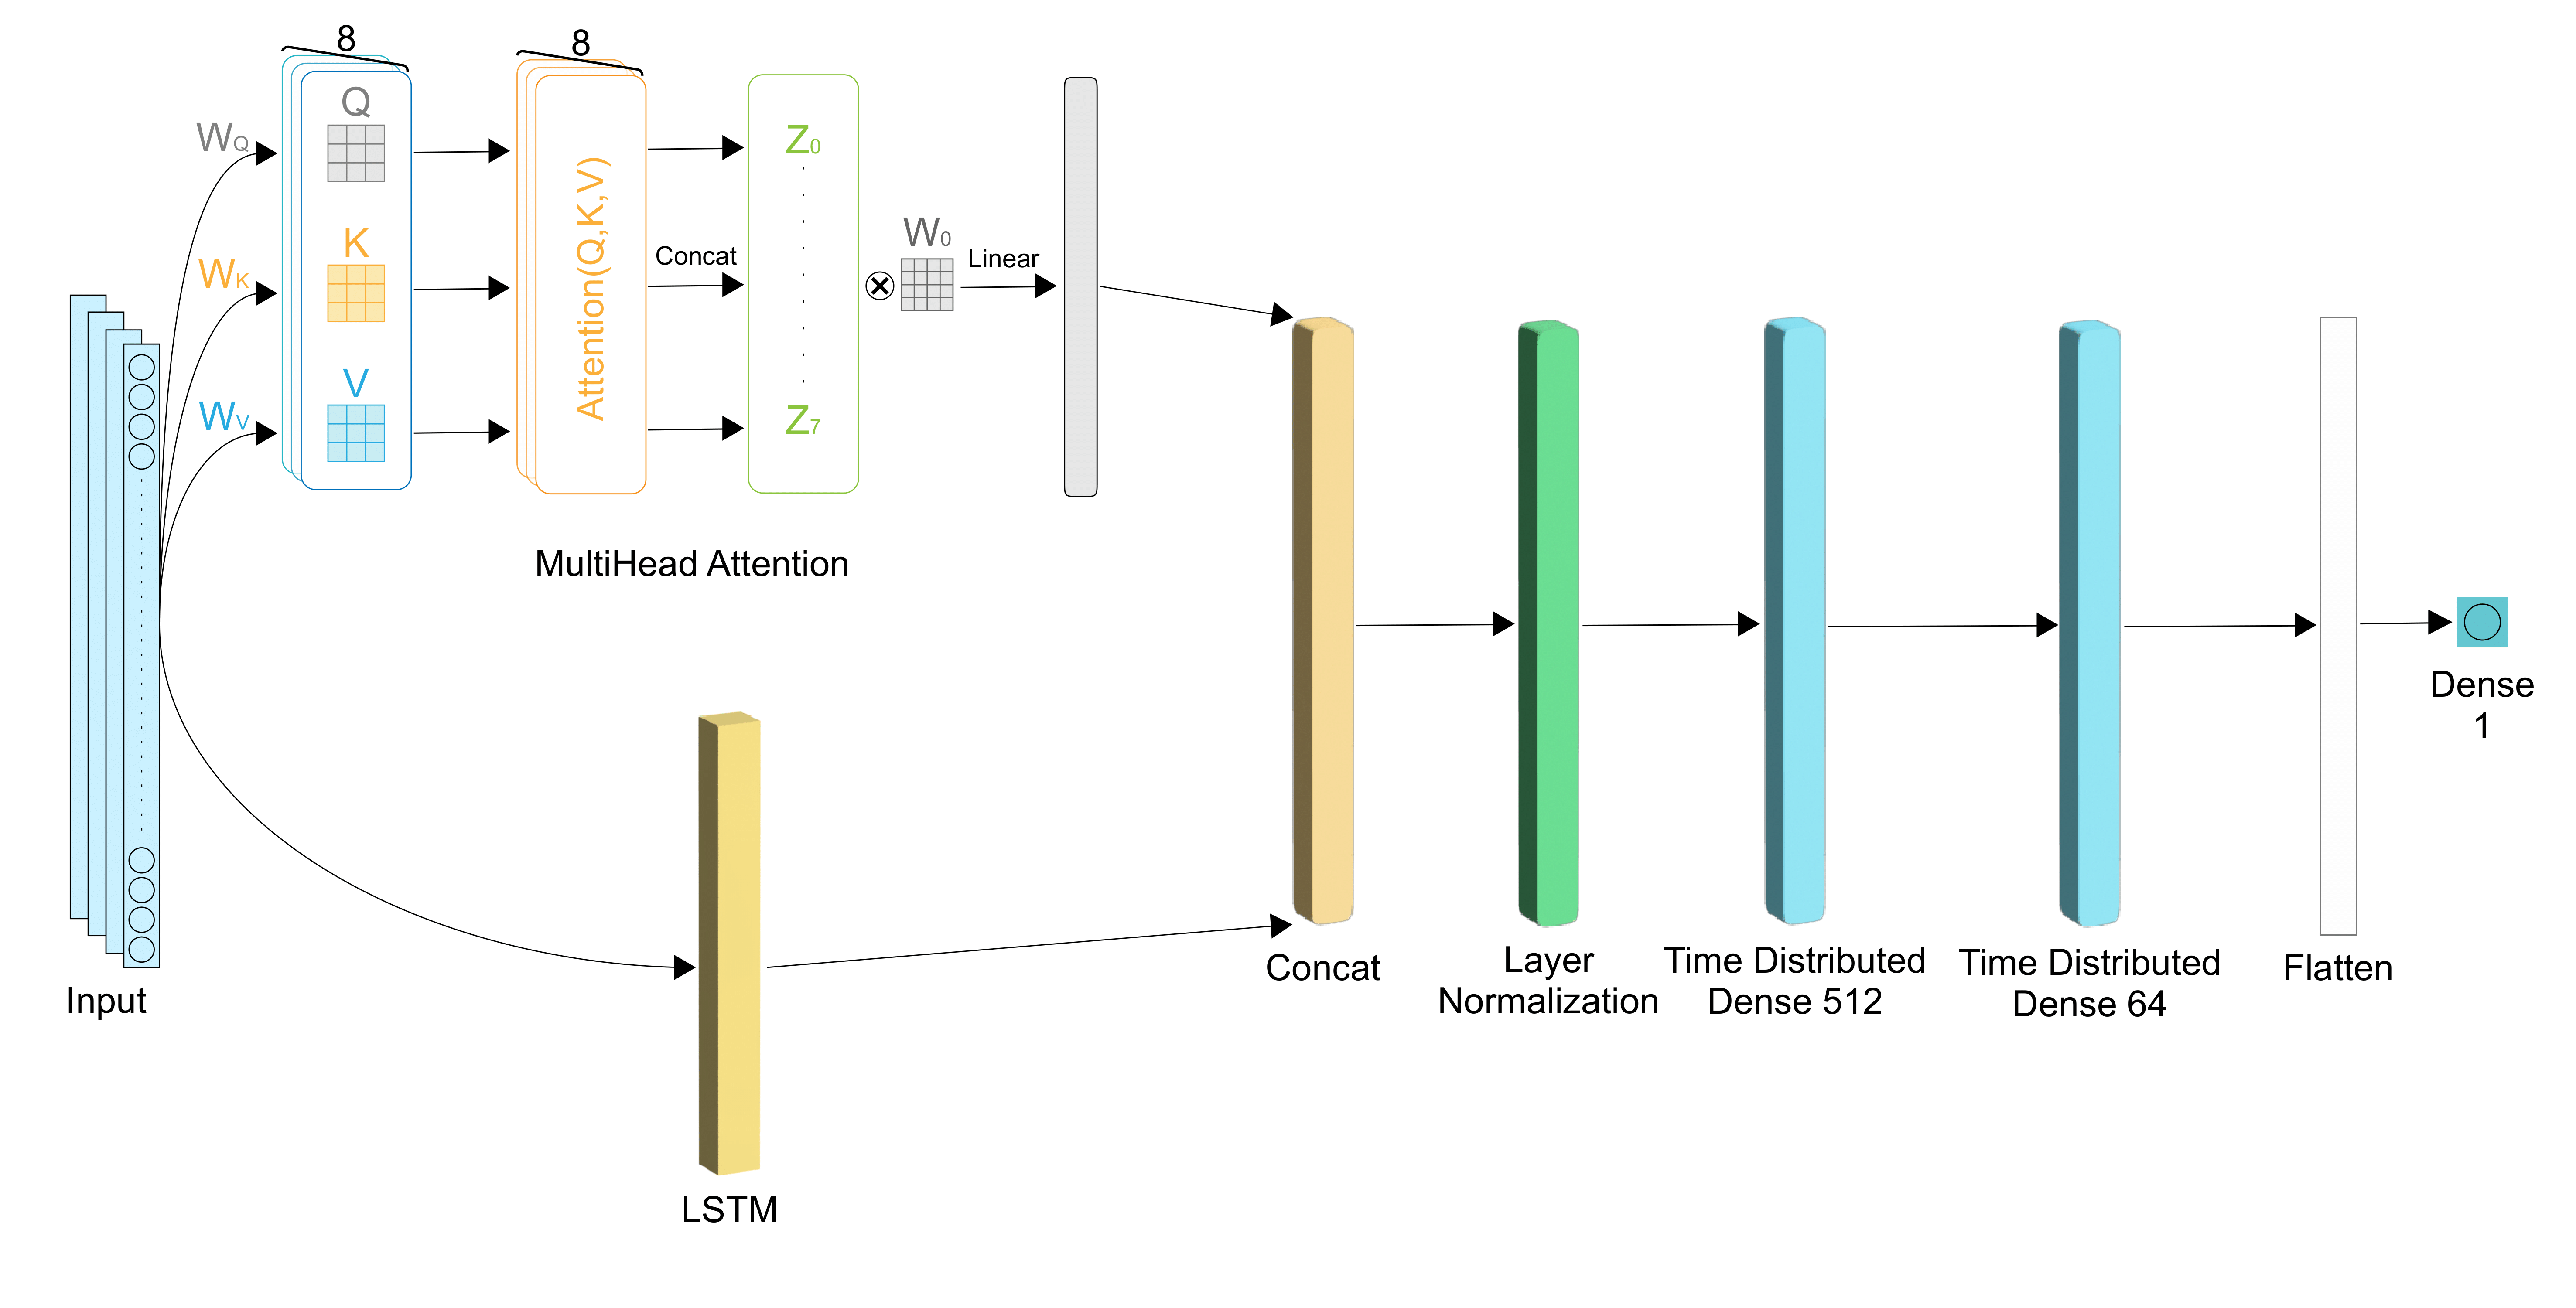 8
8
Q
W_Q
K
W_K
V
W_V
Attention(Q,K,V)
Concat
Z_0
Z_7
W_0
Linear
MultiHead Attention
Input
LSTM
Concat
Layer
Normalization
Time Distributed
Dense 512
Time Distributed
Dense 64
Flatten
Dense
1